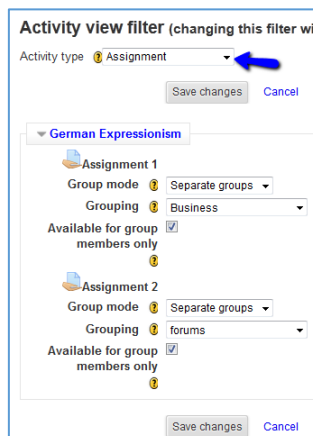 Activity view filter (changing this filter wi
Activity type Assignment
Save changes Cancel
German Expressionism
Assignment 1
Group mode Separate groups
Grouping Business
Available for group
members only
Assignment 2
Group mode Separate groups
Grouping forums
Available for group
members only
Save changes Cancel